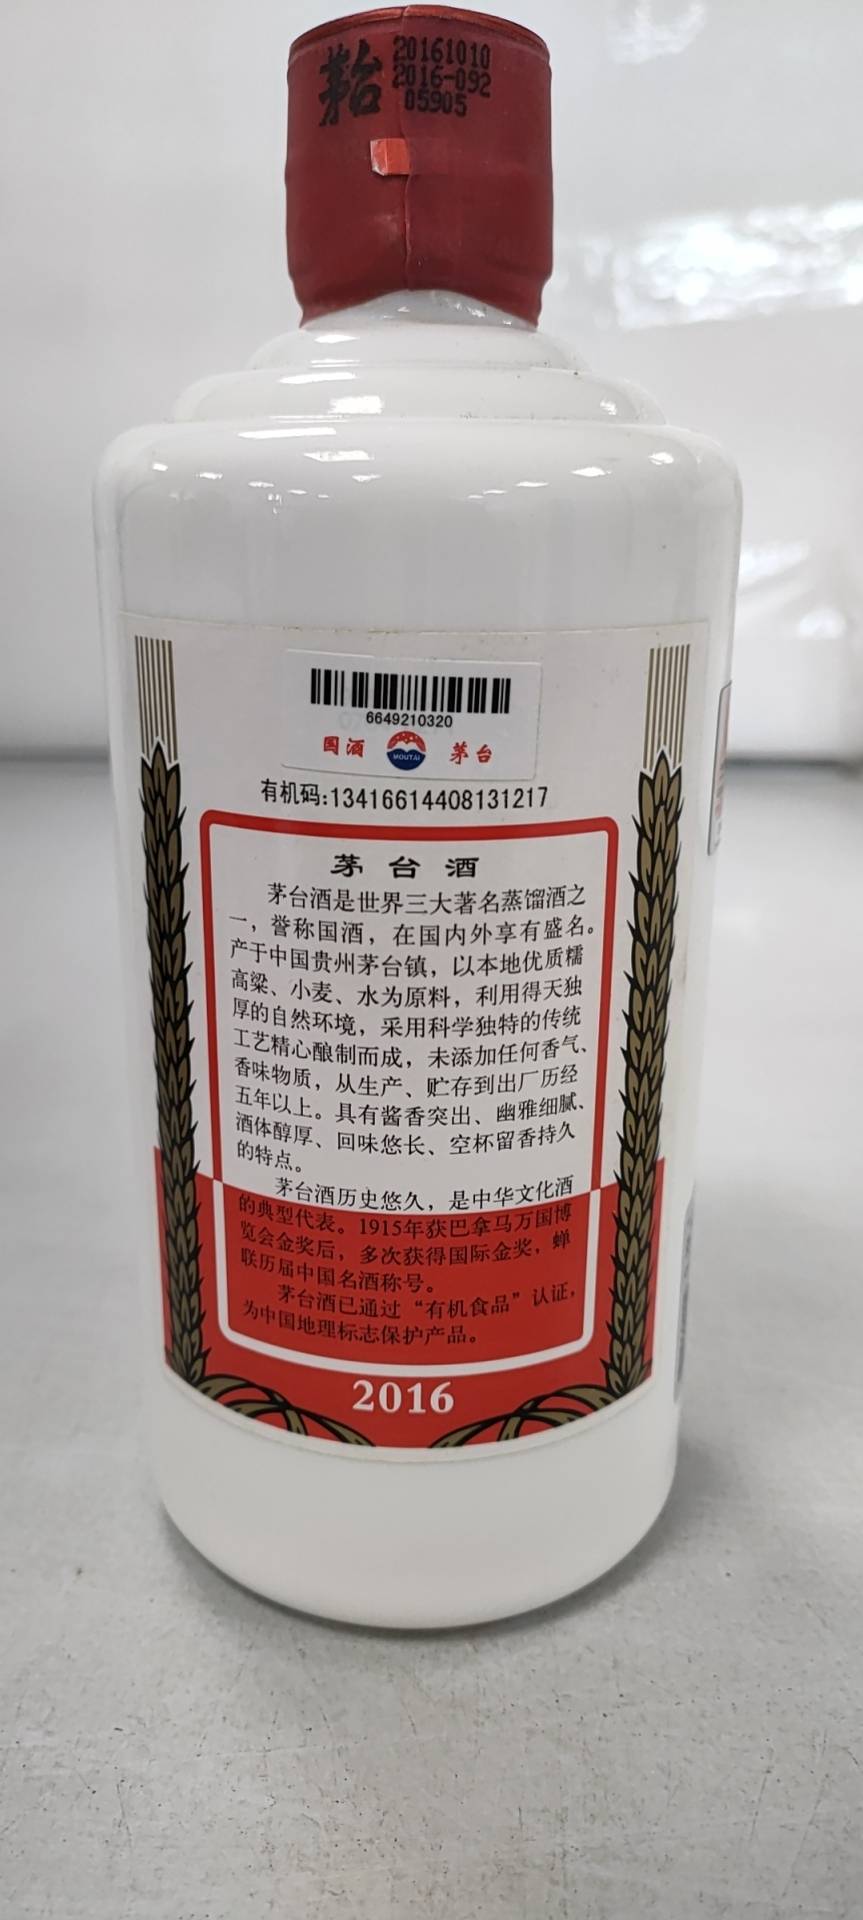 茅台
20161010
2016-092
05905
6649210320
国酒
MOUTAI
茅台
有机码:13416614408131217
茅台酒
茅台酒是世界三大著名蒸馏酒之
一，誉称国酒，在国内外享有盛名。
产于中国贵州茅台镇，以本地优质糯
高粱、小麦、水为原料，利用得天独
厚的自然环境，采用科学独特的传统
工艺精心酿制而成，未添加任何香气、
香味物质，从生产、贮存到出厂历经
五年以上。具有酱香突出、幽雅细腻、
酒体醇厚、回味悠长、空杯留香持久
的特点。
茅台酒历史悠久，是中华文化酒
的典型代表。1915年获巴拿马万国博
览会金奖后，多次获得国际金奖，蝉
联历届中国名酒称号。
茅台酒已通过“有机食品”认证，
为中国地理标志保护产品。
2016